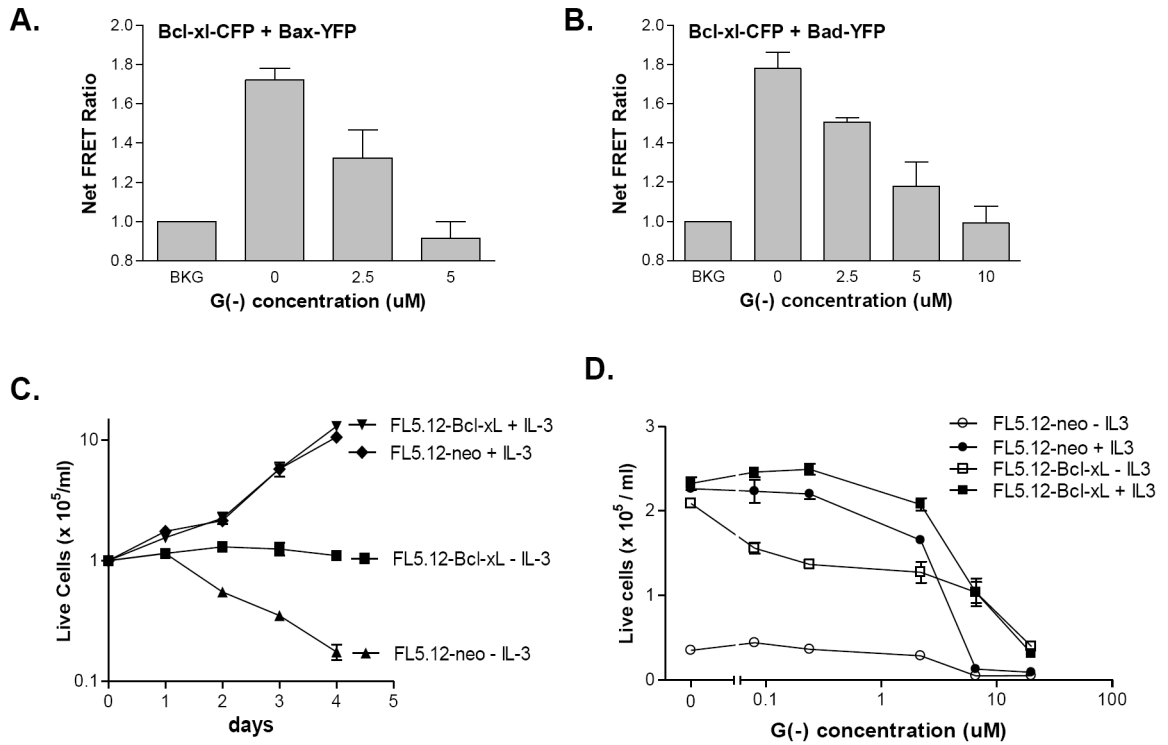 A.
Bcl-xl-CFP + Bax-YFP
Net FRET Ratio
2.0
1.8
1.6
1.4
1.2
1.0
0.8
BKG 0 2.5 5
G(-) concentration (uM)
B.
Bcl-xl-CFP + Bad-YFP
Net FRET Ratio
2.0
1.8
1.6
1.4
1.2
1.0
0.8
BKG 0 2.5 5 10
G(-) concentration (uM)
C.
Live Cells (x 10⁵/ml)
10
1
0.1
FL5.12-Bcl-xL + IL-3
FL5.12-neo + IL-3
FL5.12-Bcl-xL - IL-3
FL5.12-neo - IL-3
0 1 2 3 4 5
days
D.
Live cells (x 10⁵ / ml)
3
2
1
0
FL5.12-neo - IL3
FL5.12-neo + IL3
FL5.12-Bcl-xL - IL3
FL5.12-Bcl-xL + IL3
0 0.1 1 10 100
G(-) concentration (uM)